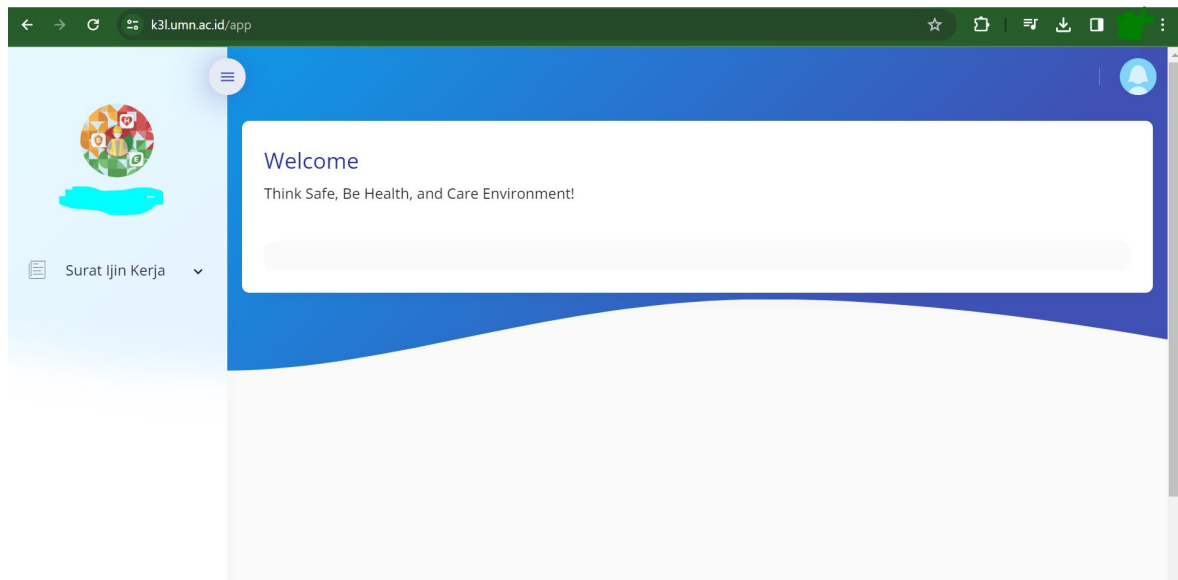 k3l.umn.ac.id/app
Welcome
Think Safe, Be Health, and Care Environment!
Surat Ijin Kerja